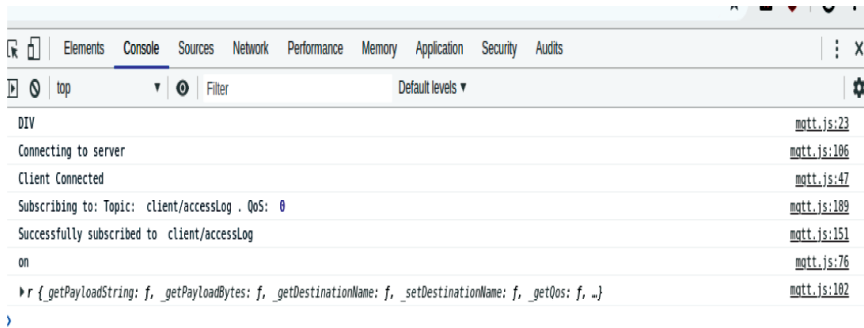 Elements Console Sources Network Performance Memory Application Security Audits
top Filter Default levels
DIV mqtt.js:23
Connecting to server mqtt.js:106
Client Connected mqtt.js:47
Subscribing to: Topic: client/accessLog . QoS: 0 mqtt.js:189
Successfully subscribed to client/accessLog mqtt.js:151
on mqtt.js:76
r {_getPayloadString: ƒ, _getPayloadBytes: ƒ, _getDestinationName: ƒ, _setDestinationName: ƒ, _getQos: ƒ, …} mqtt.js:102